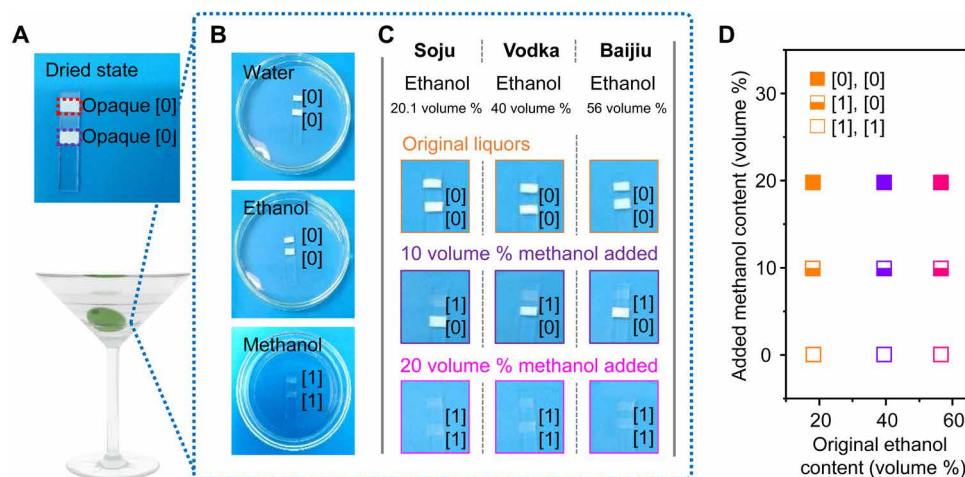 A
Dried state
Opaque [0]
Opaque [0]
B
Water
[0]
[0]
Ethanol
[0]
[0]
Methanol
[1]
[1]
C
Soju
Vodka
Baijiu
Ethanol
Ethanol
Ethanol
20.1 volume %
40 volume %
56 volume %
Original liquors
[0]
[0]
[0]
[0]
[0]
[0]
10 volume % methanol added
[1]
[0]
[1]
[0]
[1]
[0]
20 volume % methanol added
[1]
[1]
[1]
[1]
[1]
[1]
D
[0], [0]
[1], [0]
[1], [1]
Added methanol content (volume %)
30
20
10
0
20
40
60
Original ethanol
content (volume %)